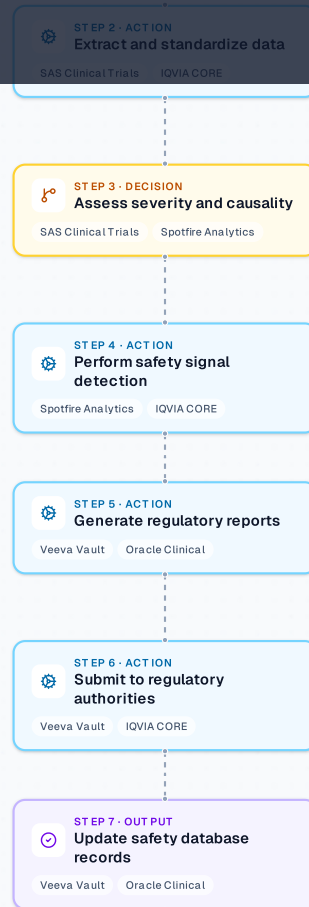 STEP 2 · ACTION
Extract and standardize data
SAS Clinical Trials IQVIA CORE
STEP 3 · DECISION
Assess severity and causality
SAS Clinical Trials Spotfire Analytics
STEP 4 · ACTION
Perform safety signal
detection
Spotfire Analytics IQVIA CORE
STEP 5 · ACTION
Generate regulatory reports
Veeva Vault Oracle Clinical
STEP 6 · ACTION
Submit to regulatory
authorities
Veeva Vault IQVIA CORE
STEP 7 · OUTPUT
Update safety database
records
Veeva Vault Oracle Clinical